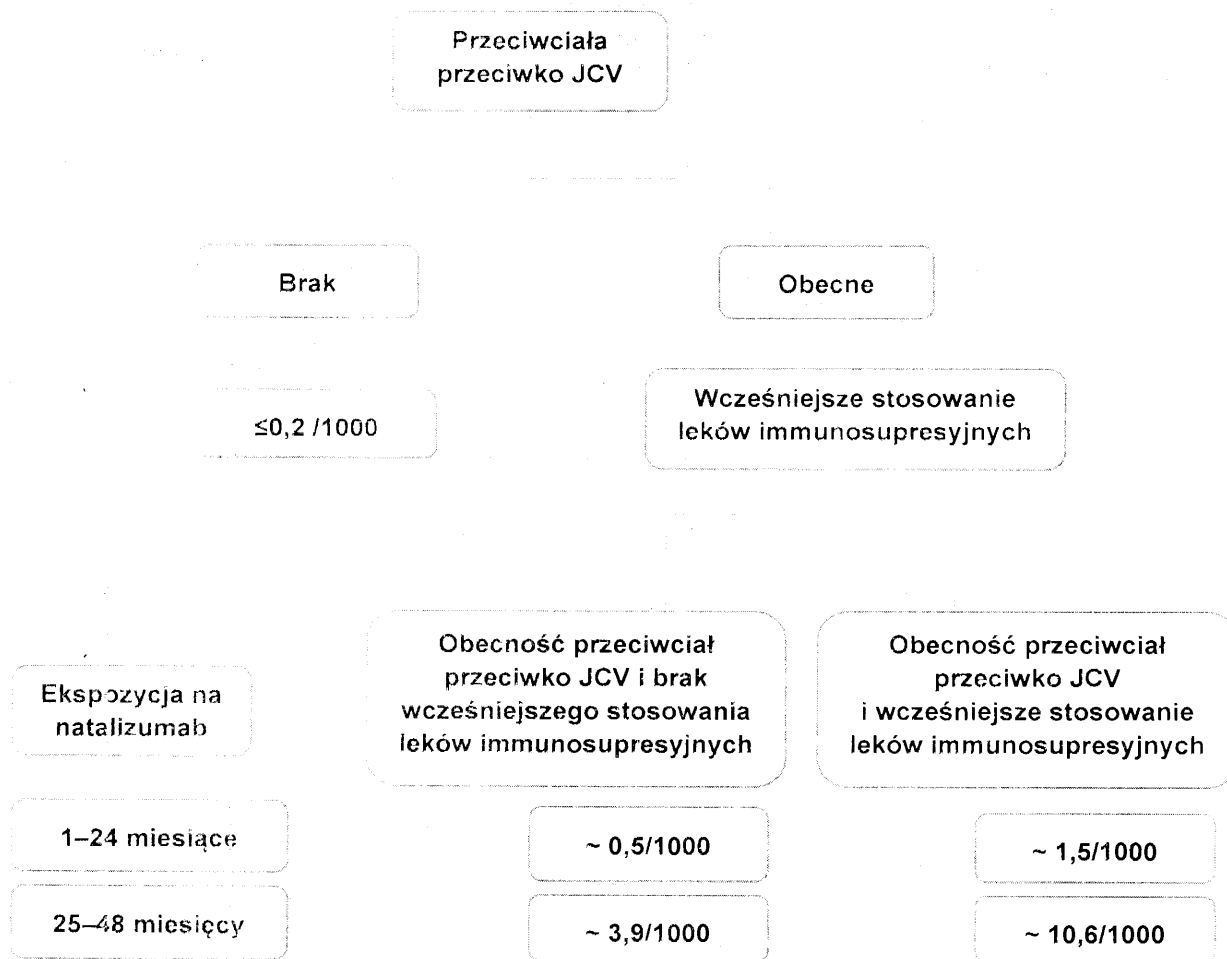 Przeciwciała
przeciwko JCV
Brak
Obecne
≤0,2 /1000
Wcześniejsze stosowanie
leków immunosupresyjnych
Ekspozycja na
natalizumab
Obecność przeciwciał
przeciwko JCV i brak
wcześniejszego stosowania
leków immunosupresyjnych
Obecność przeciwciał
przeciwko JCV
i wcześniejsze stosowanie
leków immunosupresyjnych
1–24 miesiące
~ 0,5/1000
~ 1,5/1000
25–48 miesięcy
~ 3,9/1000
~ 10,6/1000